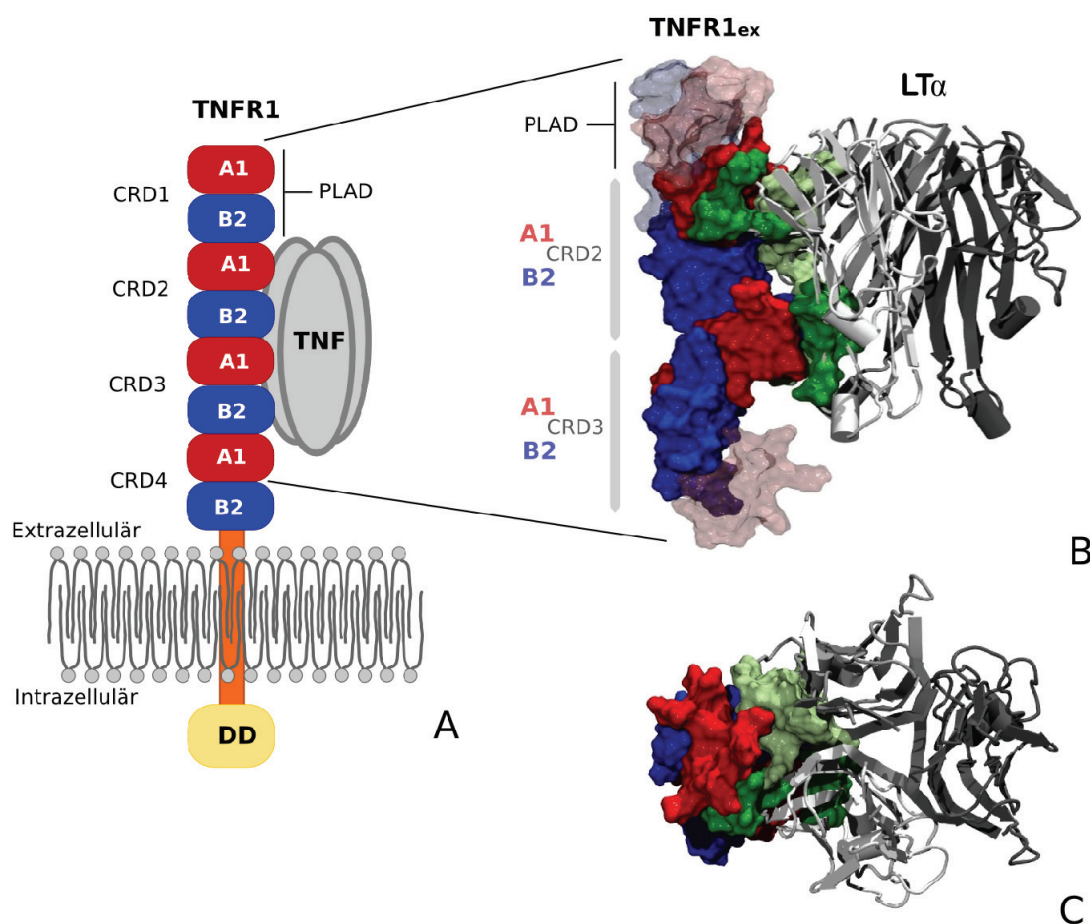 TNFR1
A1
B2
A1
B2
A1
B2
A1
B2
CRD1
CRD2
CRD3
CRD4
PLAD
TNF
Extrazellulär
Intrazellulär
DD
A
TNFR1ex
LTα
PLAD
A1
CRD2
B2
A1
CRD3
B2
B
C